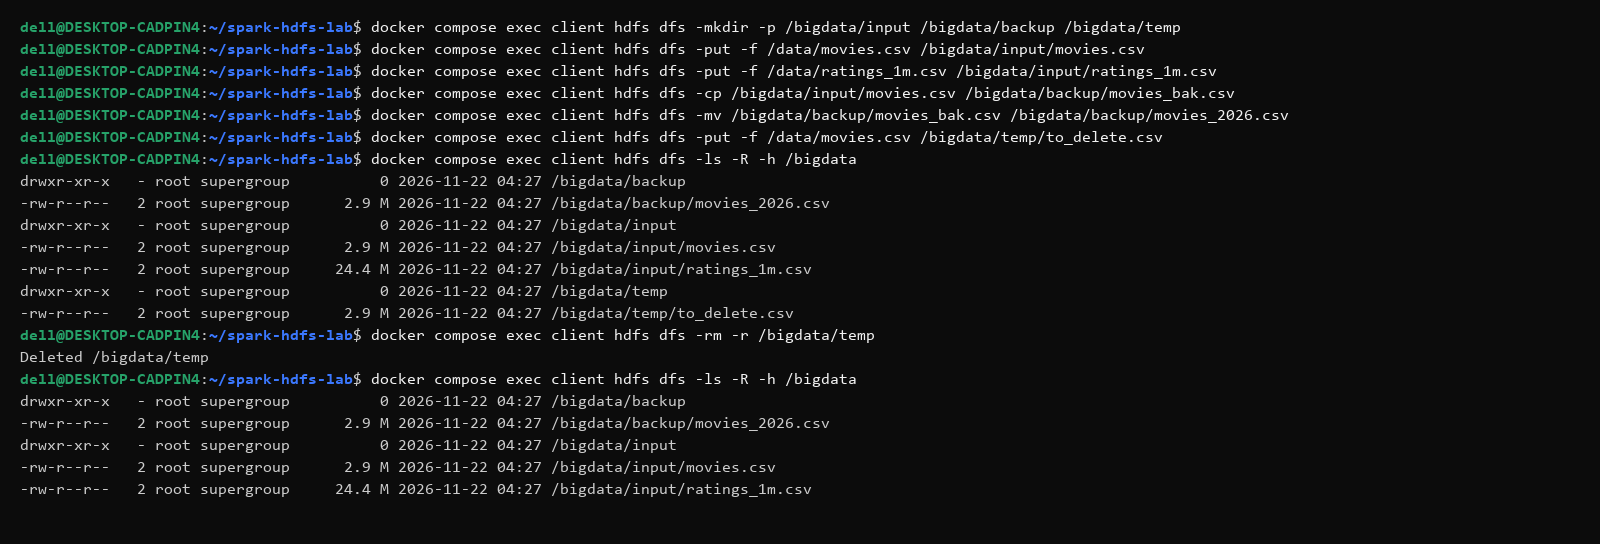 dell@DESKTOP-CADPIN4:~/spark-hdfs-lab$ docker compose exec client hdfs dfs -mkdir -p /bigdata/input /bigdata/backup /bigdata/temp
dell@DESKTOP-CADPIN4:~/spark-hdfs-lab$ docker compose exec client hdfs dfs -put -f /data/movies.csv /bigdata/input/movies.csv
dell@DESKTOP-CADPIN4:~/spark-hdfs-lab$ docker compose exec client hdfs dfs -put -f /data/ratings_1m.csv /bigdata/input/ratings_1m.csv
dell@DESKTOP-CADPIN4:~/spark-hdfs-lab$ docker compose exec client hdfs dfs -cp /bigdata/input/movies.csv /bigdata/backup/movies_bak.csv
dell@DESKTOP-CADPIN4:~/spark-hdfs-lab$ docker compose exec client hdfs dfs -mv /bigdata/backup/movies_bak.csv /bigdata/backup/movies_2026.csv
dell@DESKTOP-CADPIN4:~/spark-hdfs-lab$ docker compose exec client hdfs dfs -put -f /data/movies.csv /bigdata/temp/to_delete.csv
dell@DESKTOP-CADPIN4:~/spark-hdfs-lab$ docker compose exec client hdfs dfs -ls -R -h /bigdata
drwxr-xr-x   - root supergroup          0 2026-11-22 04:27 /bigdata/backup
-rw-r--r--   2 root supergroup      2.9 M 2026-11-22 04:27 /bigdata/backup/movies_2026.csv
drwxr-xr-x   - root supergroup          0 2026-11-22 04:27 /bigdata/input
-rw-r--r--   2 root supergroup      2.9 M 2026-11-22 04:27 /bigdata/input/movies.csv
-rw-r--r--   2 root supergroup     24.4 M 2026-11-22 04:27 /bigdata/input/ratings_1m.csv
drwxr-xr-x   - root supergroup          0 2026-11-22 04:27 /bigdata/temp
-rw-r--r--   2 root supergroup      2.9 M 2026-11-22 04:27 /bigdata/temp/to_delete.csv
dell@DESKTOP-CADPIN4:~/spark-hdfs-lab$ docker compose exec client hdfs dfs -rm -r /bigdata/temp
Deleted /bigdata/temp
dell@DESKTOP-CADPIN4:~/spark-hdfs-lab$ docker compose exec client hdfs dfs -ls -R -h /bigdata
drwxr-xr-x   - root supergroup          0 2026-11-22 04:27 /bigdata/backup
-rw-r--r--   2 root supergroup      2.9 M 2026-11-22 04:27 /bigdata/backup/movies_2026.csv
drwxr-xr-x   - root supergroup          0 2026-11-22 04:27 /bigdata/input
-rw-r--r--   2 root supergroup      2.9 M 2026-11-22 04:27 /bigdata/input/movies.csv
-rw-r--r--   2 root supergroup     24.4 M 2026-11-22 04:27 /bigdata/input/ratings_1m.csv